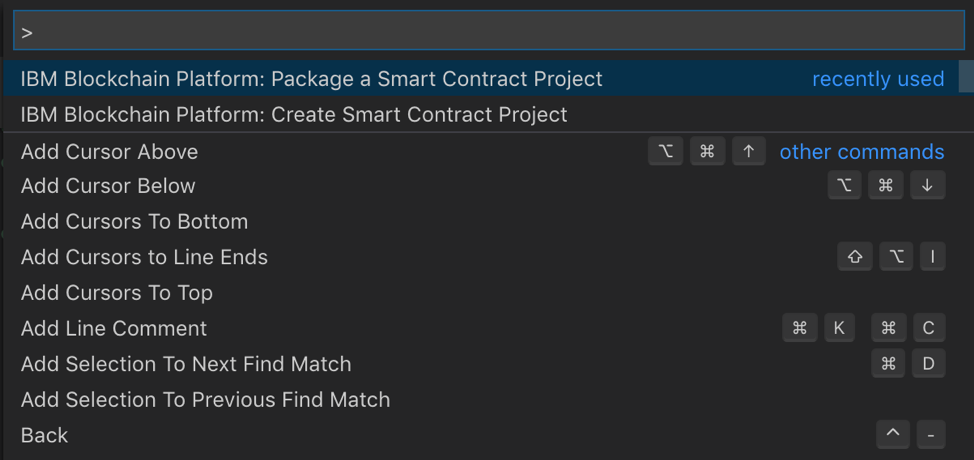 >
IBM Blockchain Platform: Package a Smart Contract Project recently used
IBM Blockchain Platform: Create Smart Contract Project
Add Cursor Above ⌥ ⌘ ↑ other commands
Add Cursor Below ⌥ ⌘ ↓
Add Cursors To Bottom
Add Cursors to Line Ends ⇧ ⌥ I
Add Cursors To Top
Add Line Comment ⌘ K ⌘ C
Add Selection To Next Find Match ⌘ D
Add Selection To Previous Find Match
Back ^ -